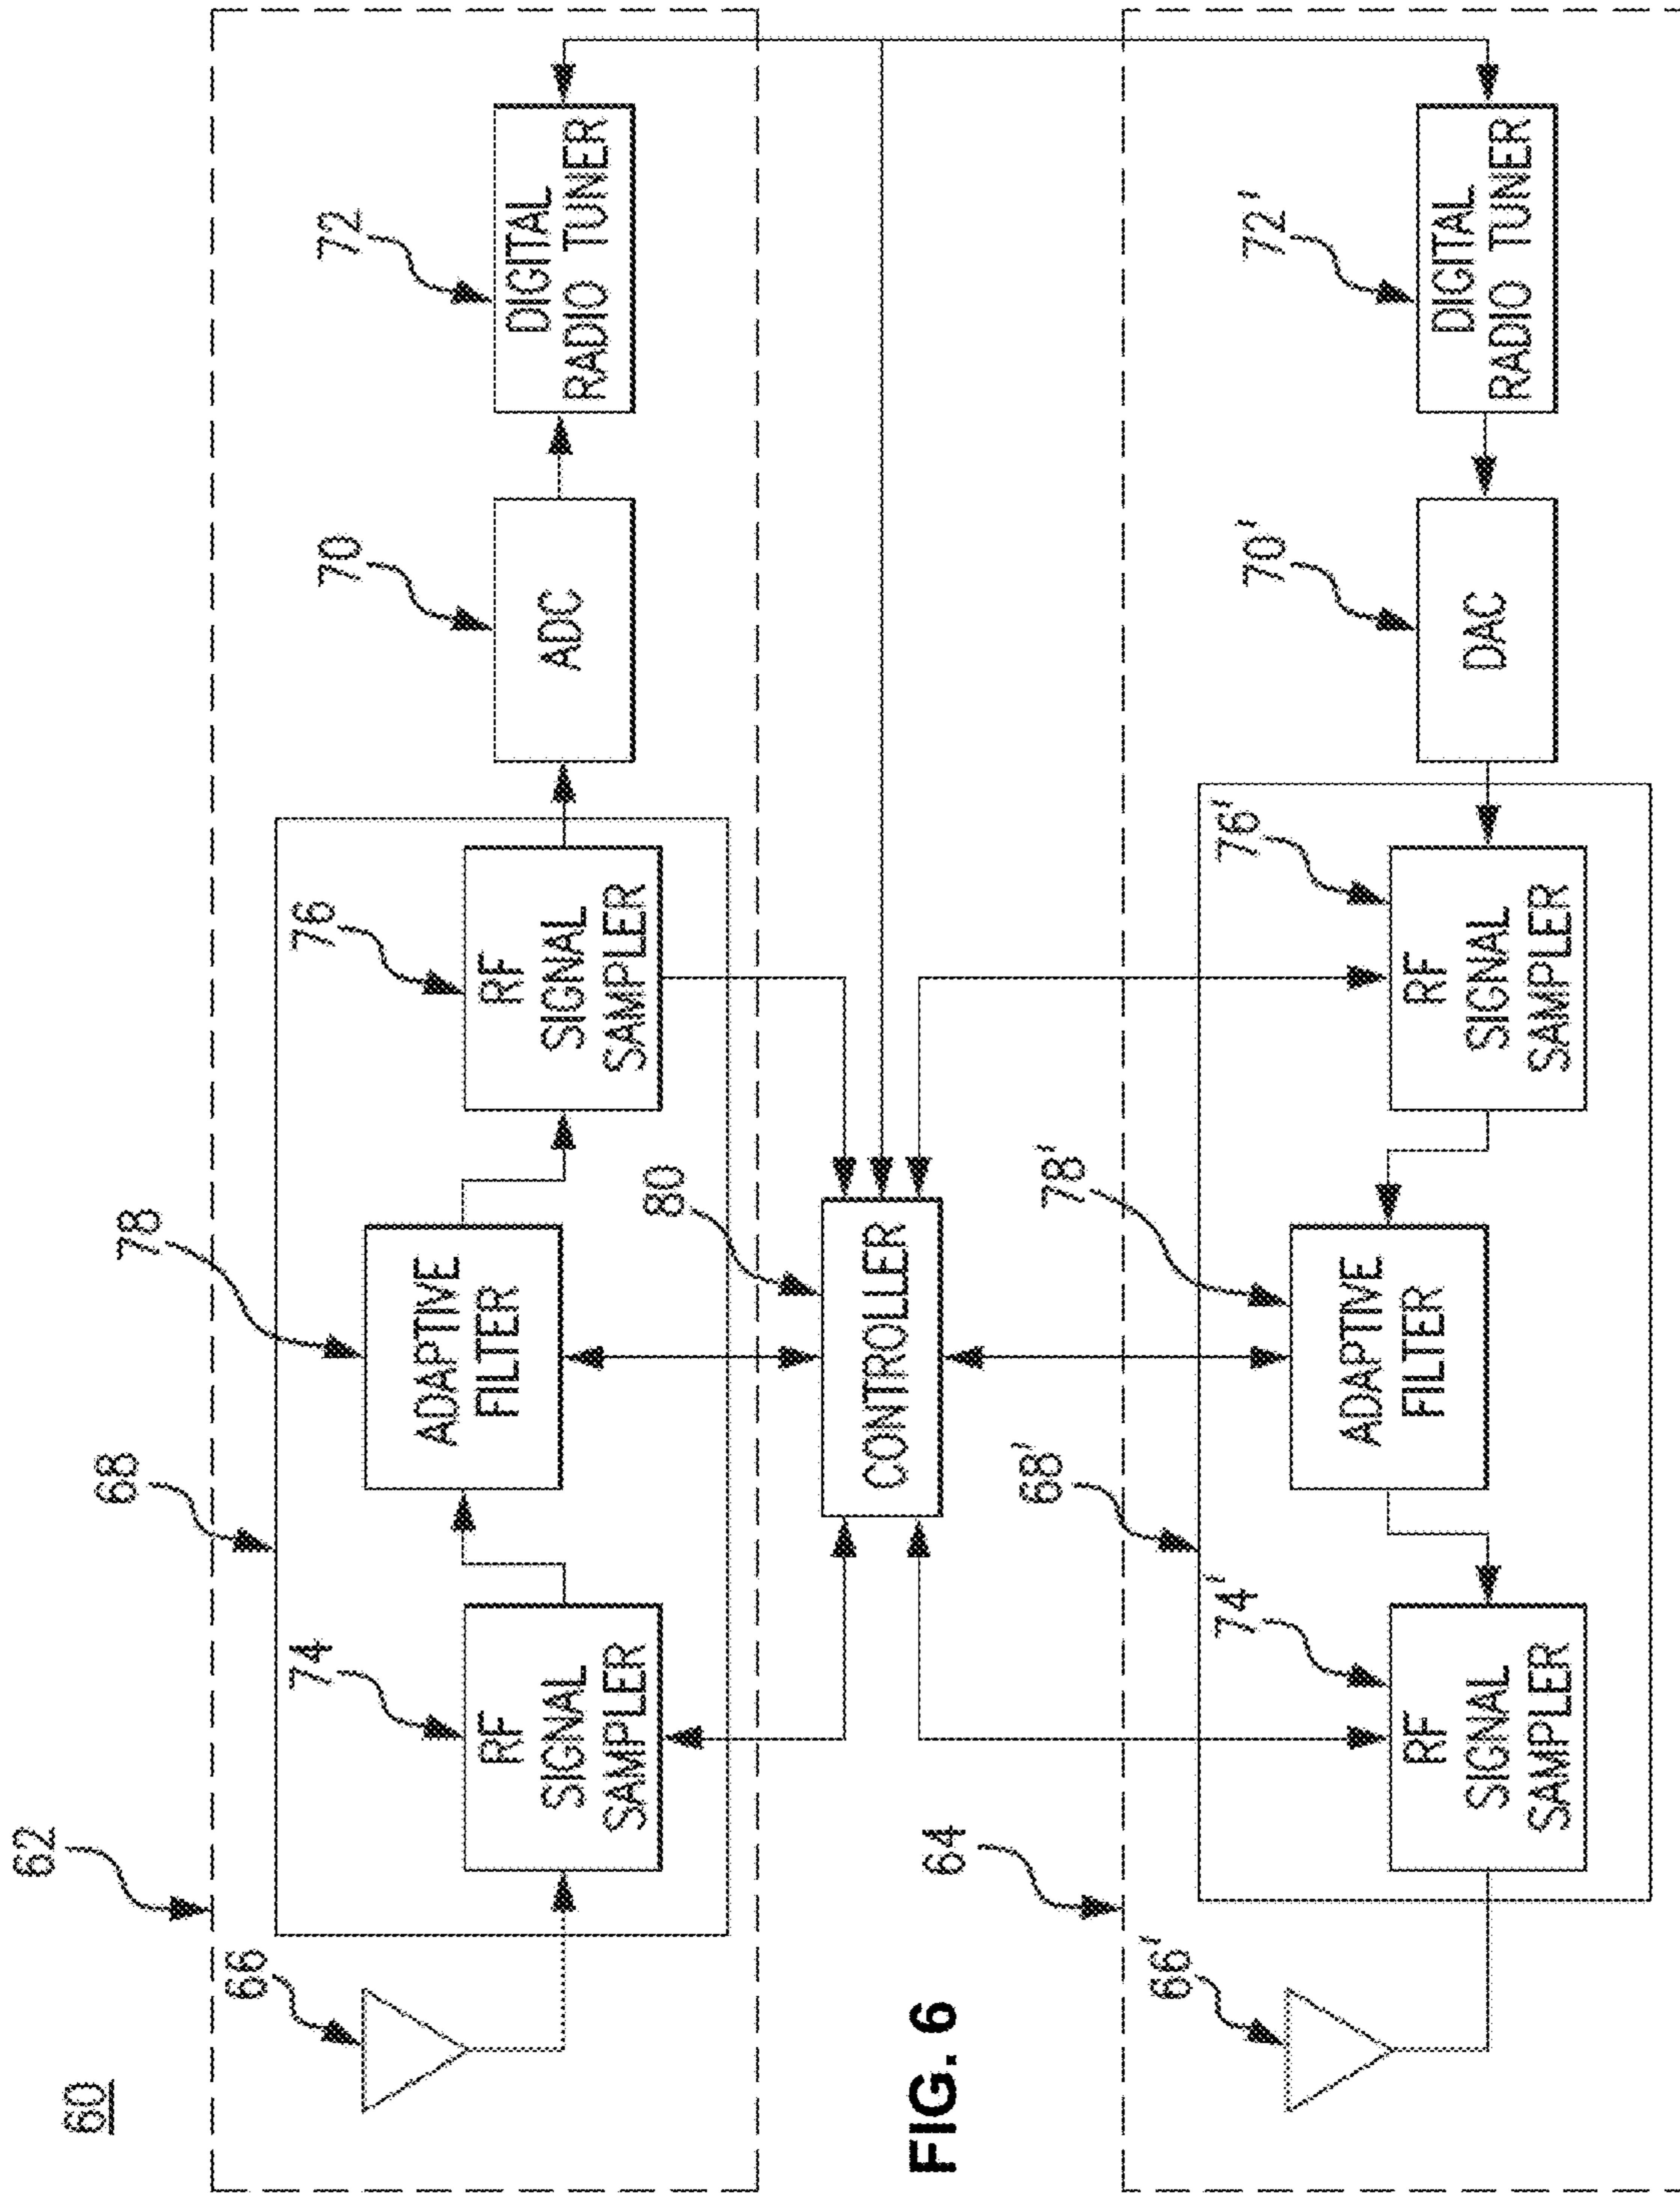 60
62
66
68
74
RF
SIGNAL
SAMPLER
78
ADAPTIVE
FILTER
76
RF
SIGNAL
SAMPLER
70
ADC
72
DIGITAL
RADIO TUNER
80
CONTROLLER
FIG. 6
64
66'
68'
74'
RF
SIGNAL
SAMPLER
78'
ADAPTIVE
FILTER
76'
RF
SIGNAL
SAMPLER
70'
DAC
72'
DIGITAL
RADIO TUNER